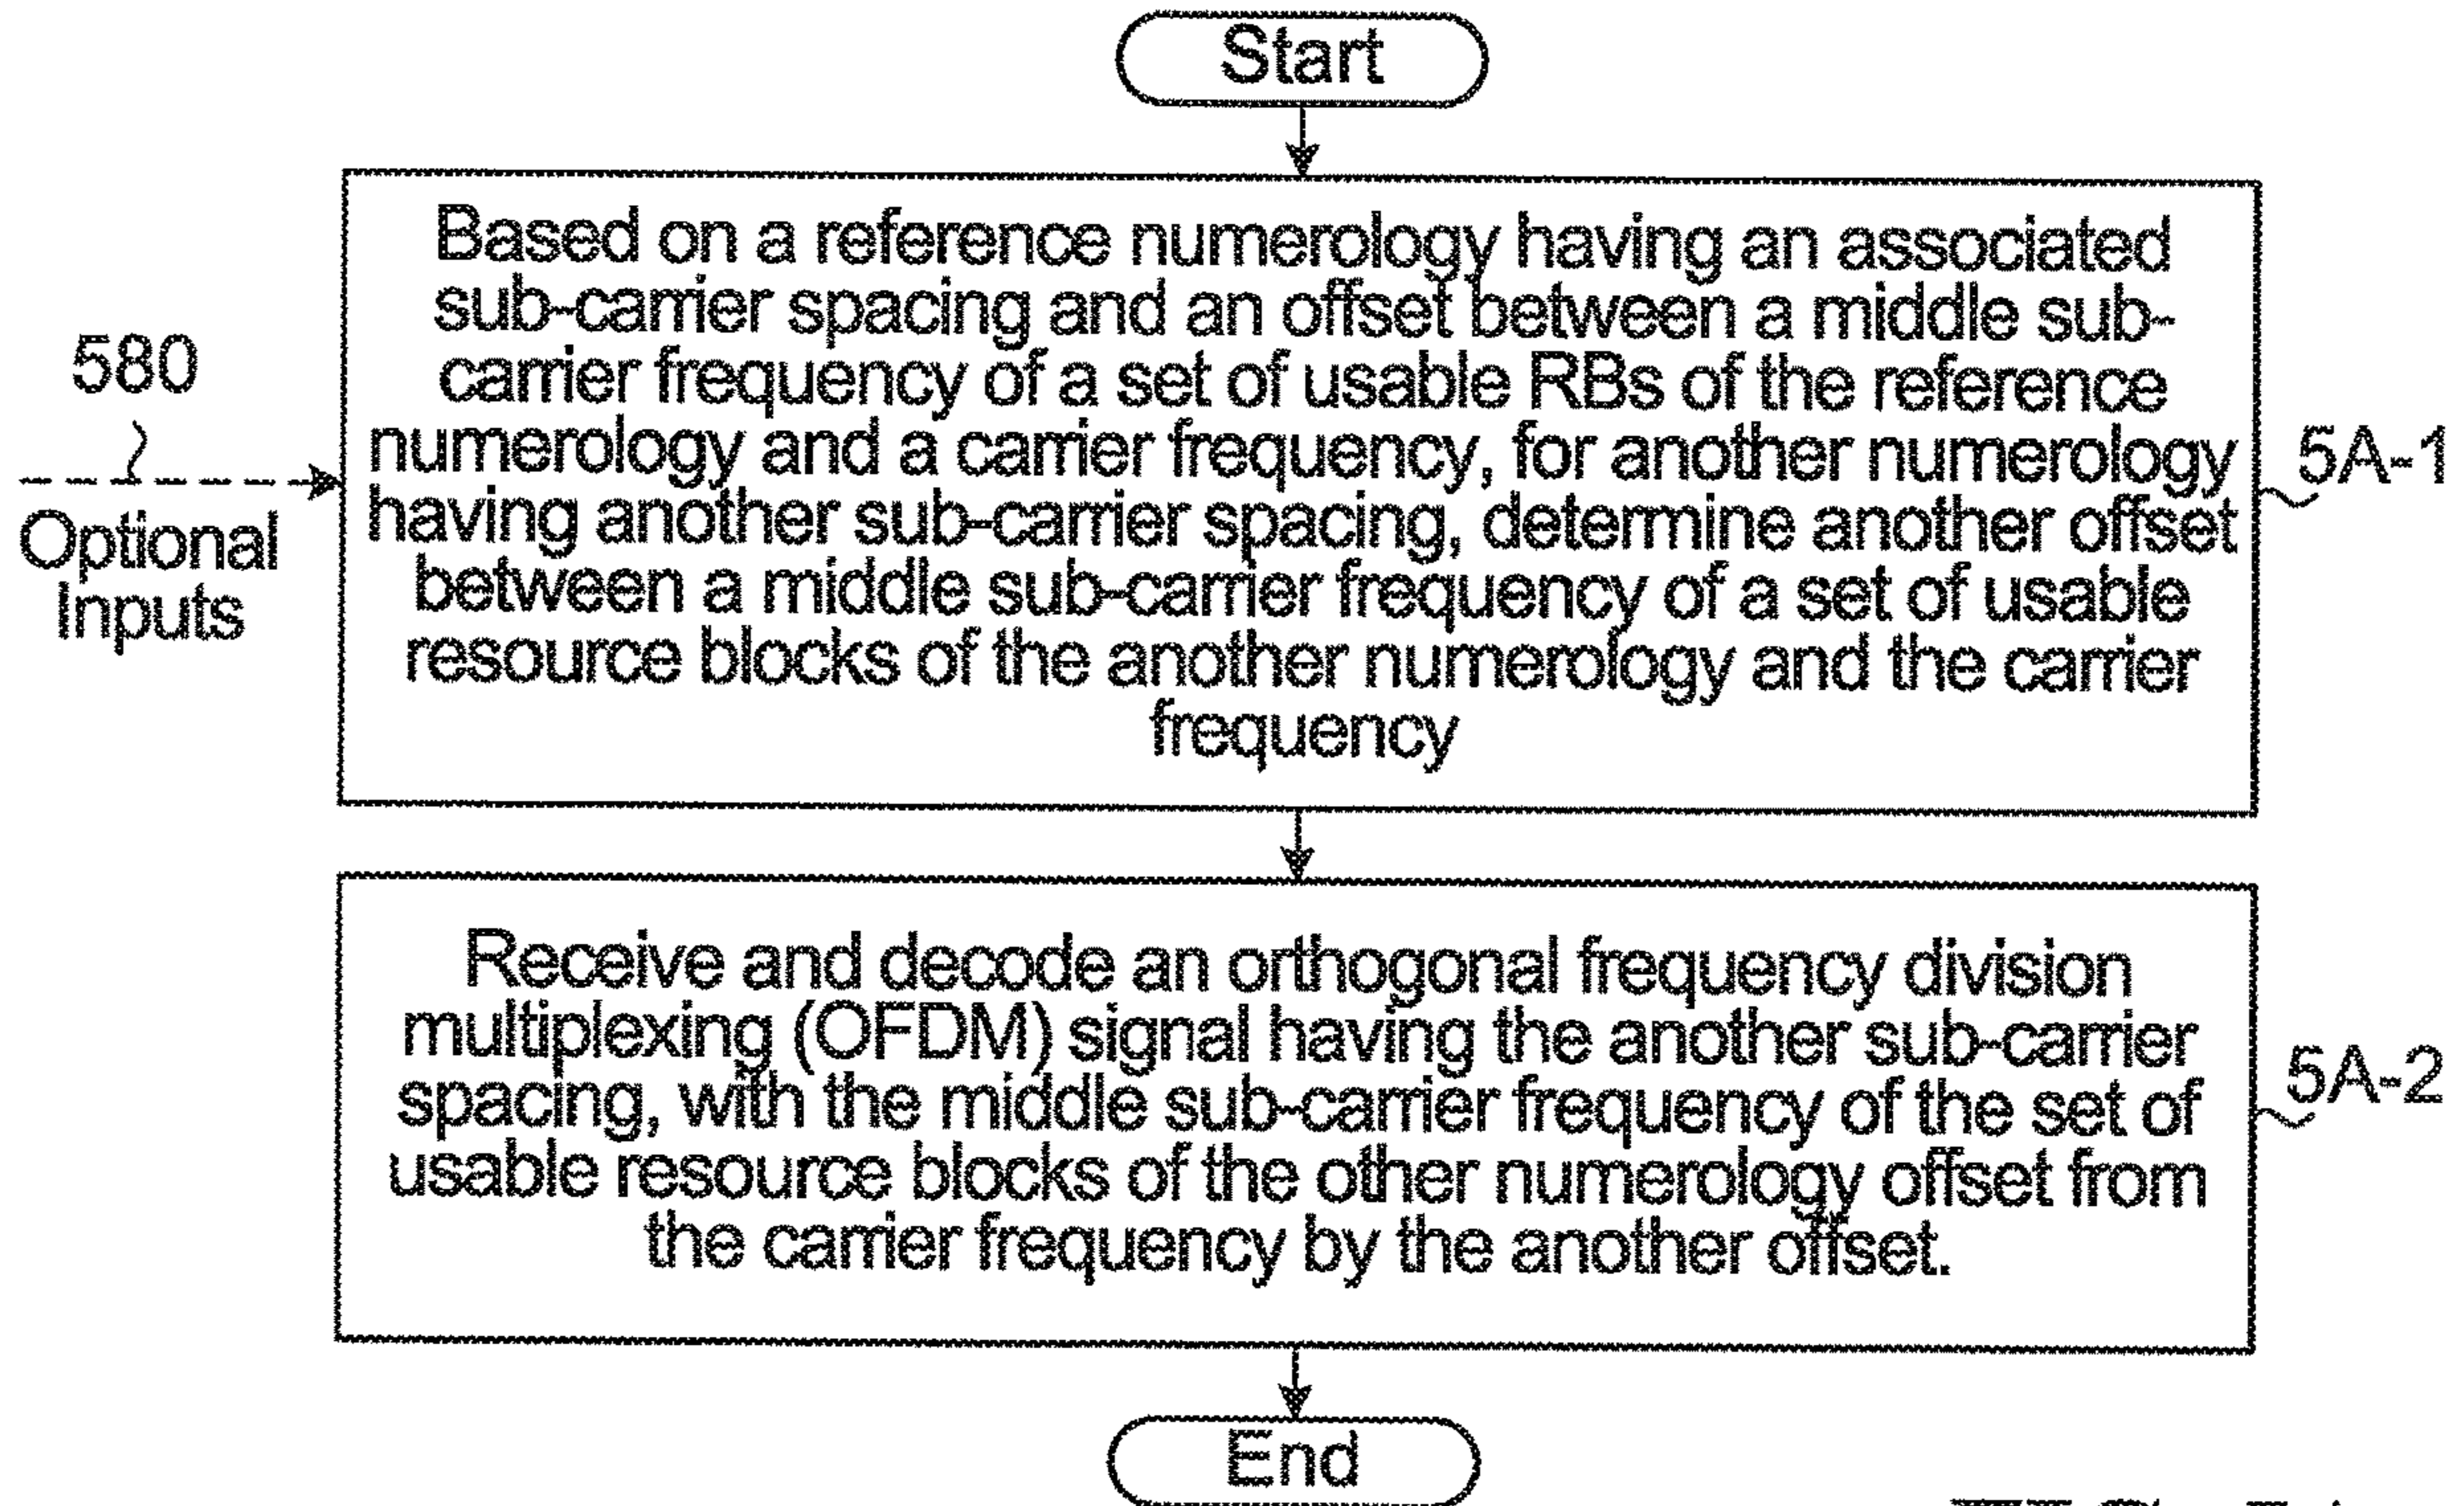 Start
Based on a reference numerology having an associated
sub-carrier spacing and an offset between a middle sub-
carrier frequency of a set of usable RBs of the reference
numerology and a carrier frequency, for another numerology
having another sub-carrier spacing, determine another offset
between a middle sub-carrier frequency of a set of usable
resource blocks of the another numerology and the carrier
frequency
580
Optional
Inputs
5A-1
Receive and decode an orthogonal frequency division
multiplexing (OFDM) signal having the another sub-carrier
spacing, with the middle sub-carrier frequency of the set of
usable resource blocks of the other numerology offset from
the carrier frequency by the another offset.
5A-2
End